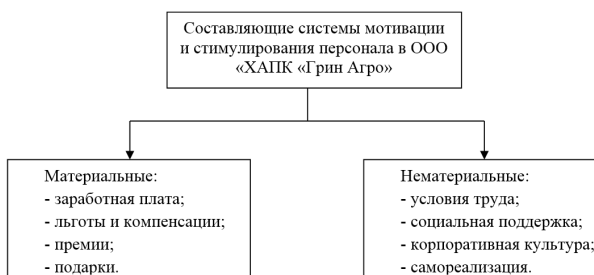 Составляющие системы мотивации
и стимулирования персонала в ООО
«ХАПК «Грин Агро»
Материальные:
- заработная плата;
- льготы и компенсации;
- премии;
- подарки.
Нематериальные:
- условия труда;
- социальная поддержка;
- корпоративная культура;
- самореализация.